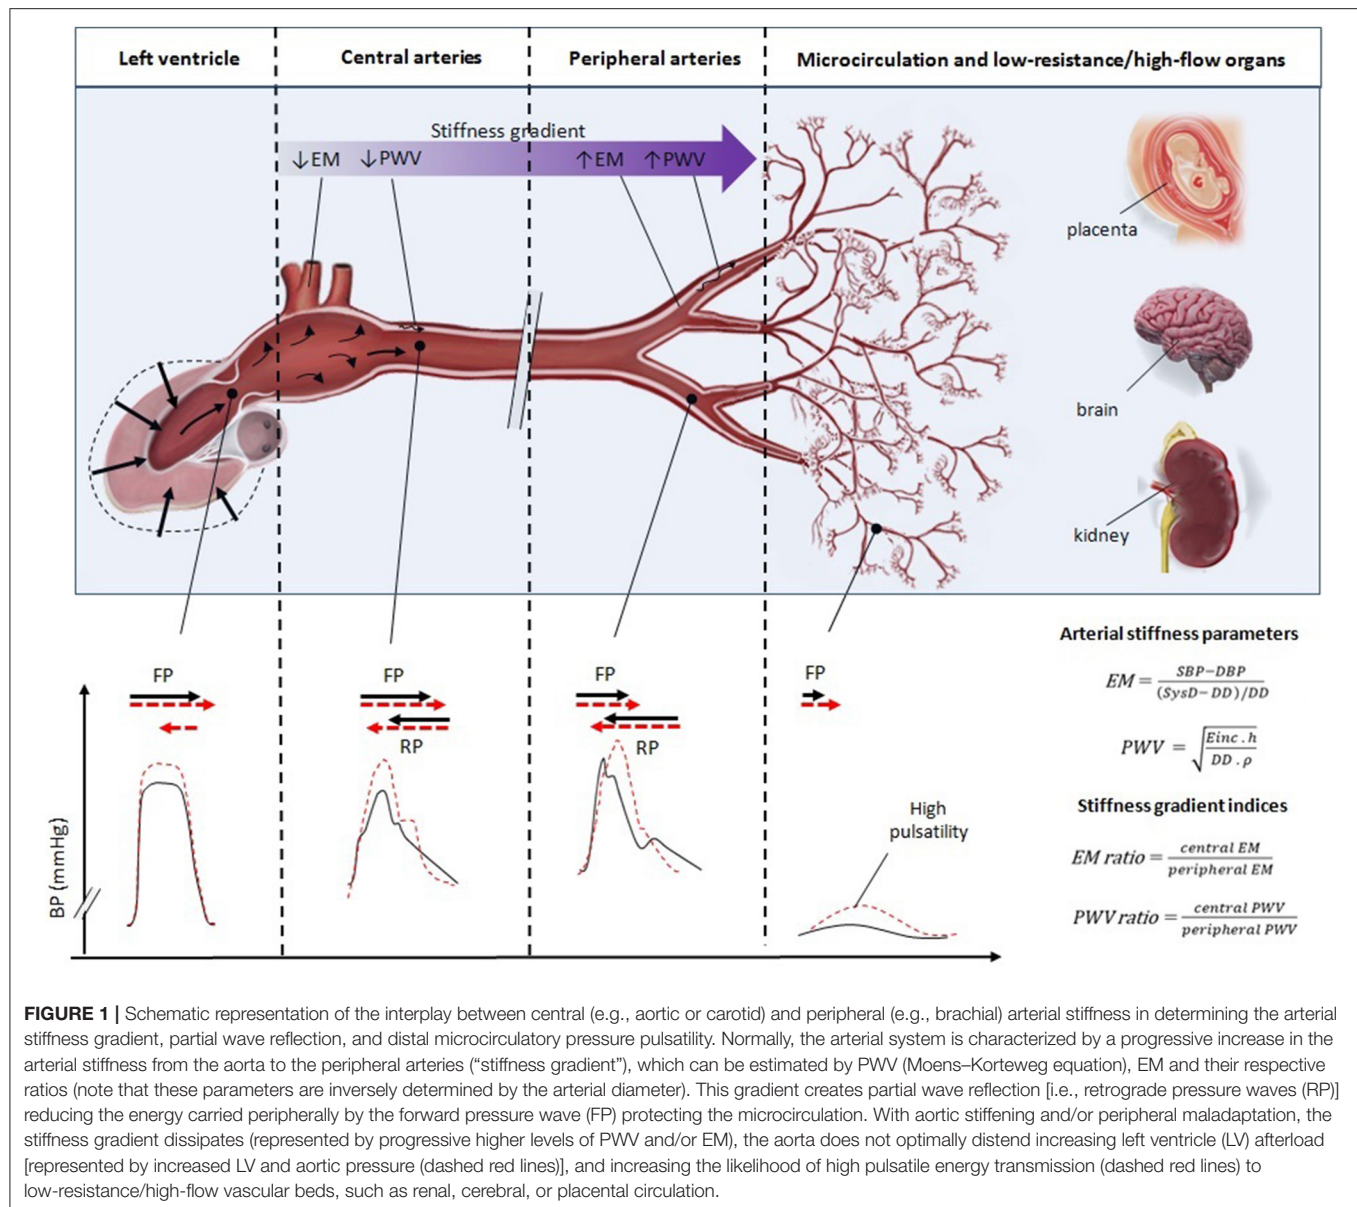 Left ventricle
Central arteries
Peripheral arteries
Microcirculation and low-resistance/high-flow organs
Stiffness gradient
↓EM ↓PWV
↑EM ↑PWV
placenta
brain
kidney
FP
FP
RP
FP
RP
FP
BP (mmHg)
High
pulsatility
Arterial stiffness parameters
EM = SBP−DBP / (SysD−DD)/DD
PWV = √(Einc.h / DD.ρ)
Stiffness gradient indices
EM ratio = central EM / peripheral EM
PWV ratio = central PWV / peripheral PWV
FIGURE 1 | Schematic representation of the interplay between central (e.g., aortic or carotid) and peripheral (e.g., brachial) arterial stiffness in determining the arterial
stiffness gradient, partial wave reflection, and distal microcirculatory pressure pulsatility. Normally, the arterial system is characterized by a progressive increase in the
arterial stiffness from the aorta to the peripheral arteries (“stiffness gradient”), which can be estimated by PWV (Moens–Korteweg equation), EM and their respective
ratios (note that these parameters are inversely determined by the arterial diameter). This gradient creates partial wave reflection [i.e., retrograde pressure waves (RP)]
reducing the energy carried peripherally by the forward pressure wave (FP) protecting the microcirculation. With aortic stiffening and/or peripheral maladaptation, the
stiffness gradient dissipates (represented by progressive higher levels of PWV and/or EM), the aorta does not optimally distend increasing left ventricle (LV) afterload
[represented by increased LV and aortic pressure (dashed red lines)], and increasing the likelihood of high pulsatile energy transmission (dashed red lines) to
low-resistance/high-flow vascular beds, such as renal, cerebral, or placental circulation.